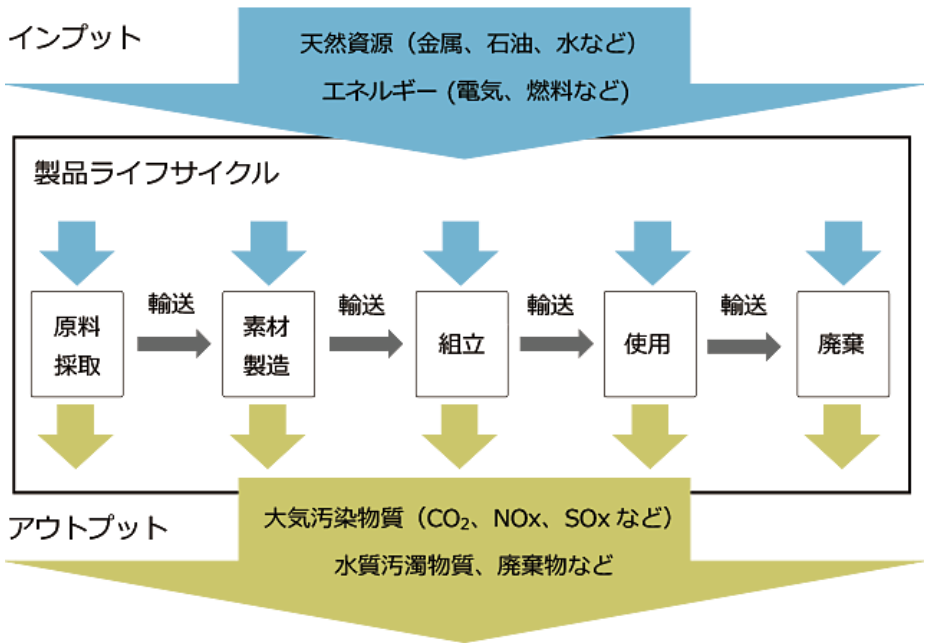 インプット
天然資源（金属、石油、水など）
エネルギー (電気、燃料など)
製品ライフサイクル
原料
採取
輸送
素材
製造
輸送
組立
輸送
使用
輸送
廃棄
アウトプット
大気汚染物質（CO₂、NOx、SOx など）
水質汚濁物質、廃棄物など